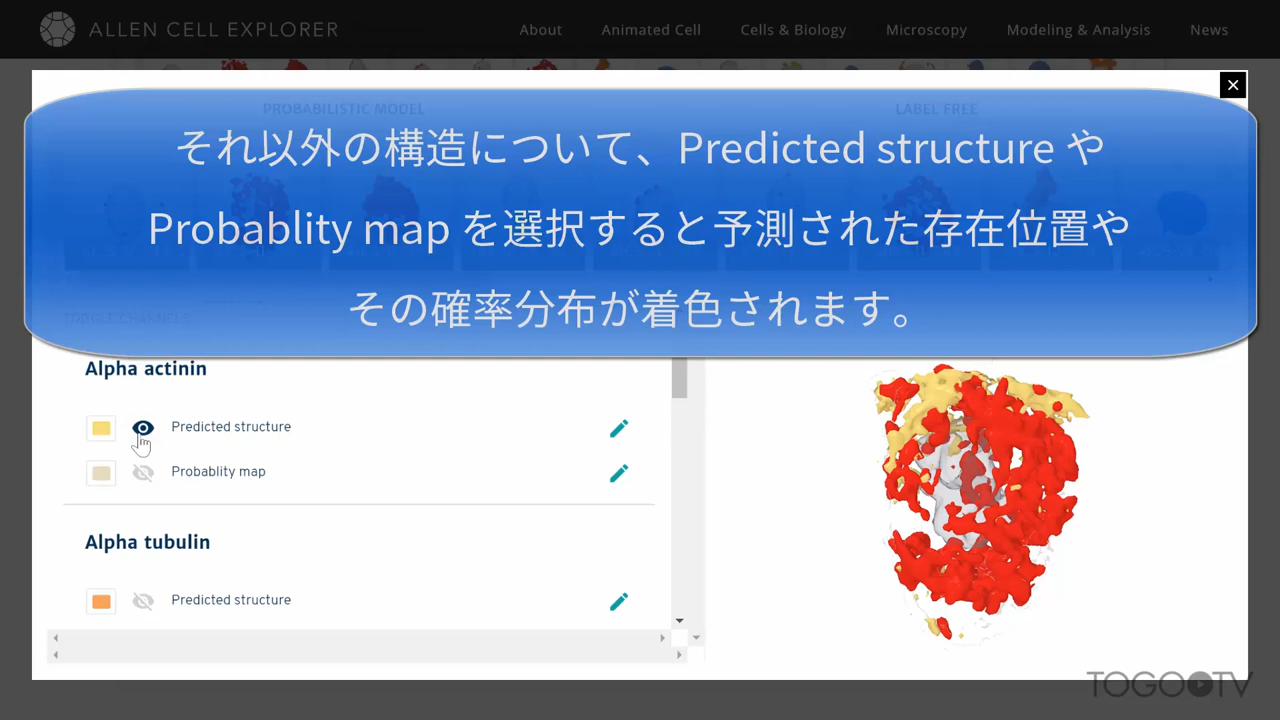 ALLEN CELL EXPLORER
About
Animated Cell
Cells & Biology
Microscopy
Modeling & Analysis
News
PROBABILISTIC MODEL
LABEL FREE
それ以外の構造について、Predicted structure や
Probablity map を選択すると予測された存在位置や
その確率分布が着色されます。
TOGGLE CHANNELS
Alpha actinin
Predicted structure
Probablity map
Alpha tubulin
Predicted structure
TOGOTV